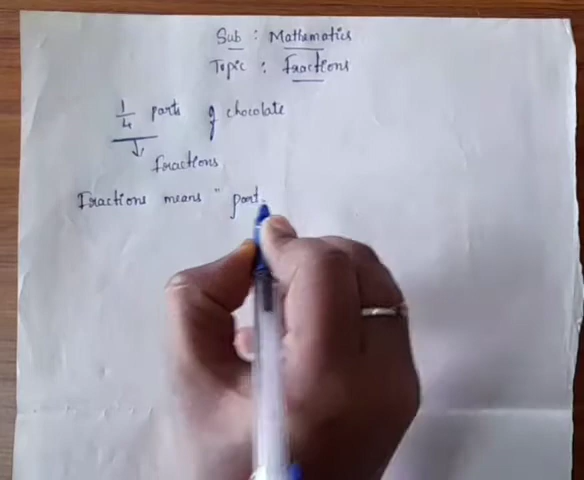 Sub : Mathematics
Topic : Fractions
1/4 parts of chocolate
fractions
Fractions means " part